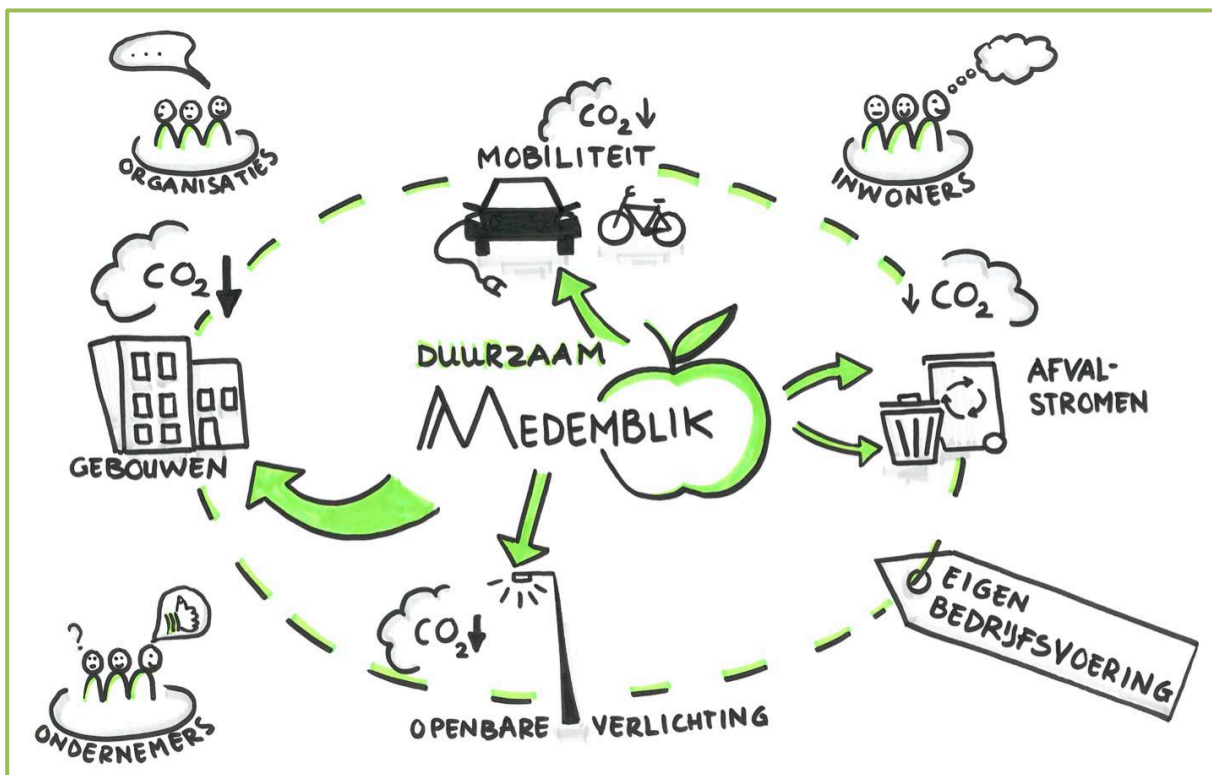 ...
ORGANISATIES
CO₂
MOBILITEIT
INWONERS
CO₂
CO₂
DUURZAAM
MEDEMBLIK
AFVAL-
STROMEN
GEBOUWEN
EIGEN
BEDRIJFSVOERING
CO₂
?
ONDERNEMERS
OPENBARE VERLICHTING